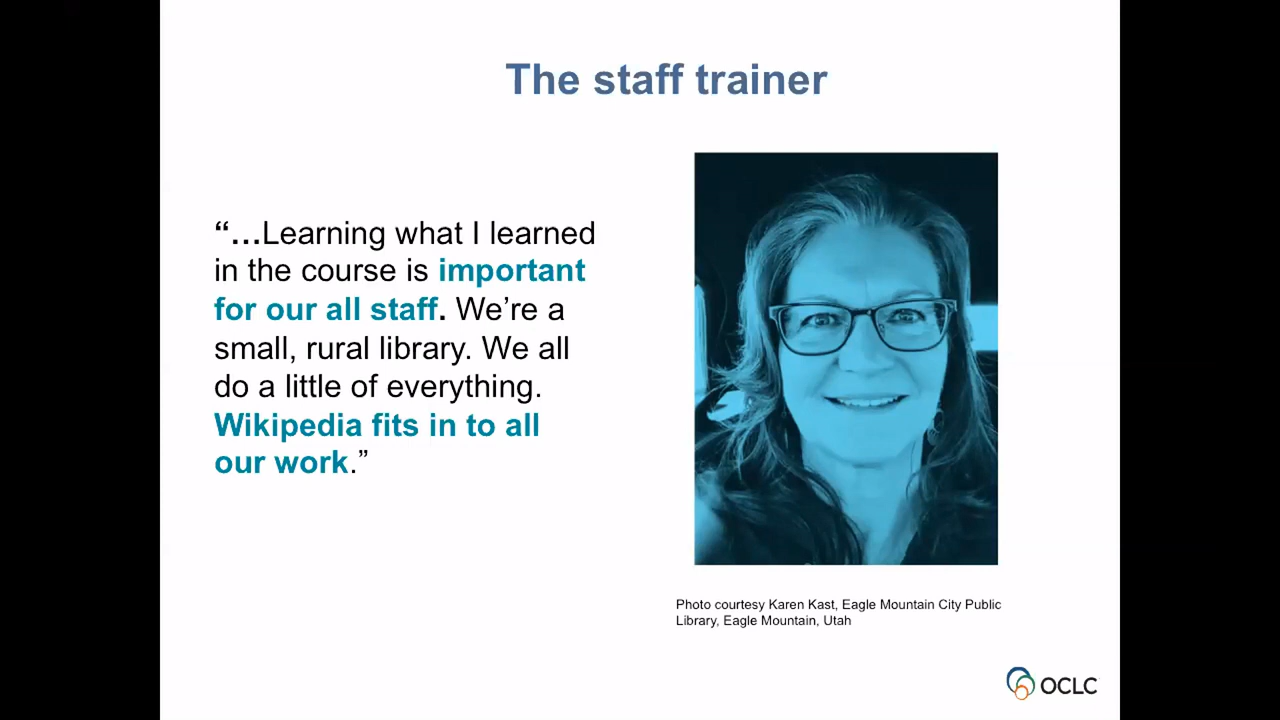 The staff trainer
“…Learning what I learned
in the course is important
for our all staff. We’re a
small, rural library. We all
do a little of everything.
Wikipedia fits in to all
our work.”
Photo courtesy Karen Kast, Eagle Mountain City Public
Library, Eagle Mountain, Utah
OCLC